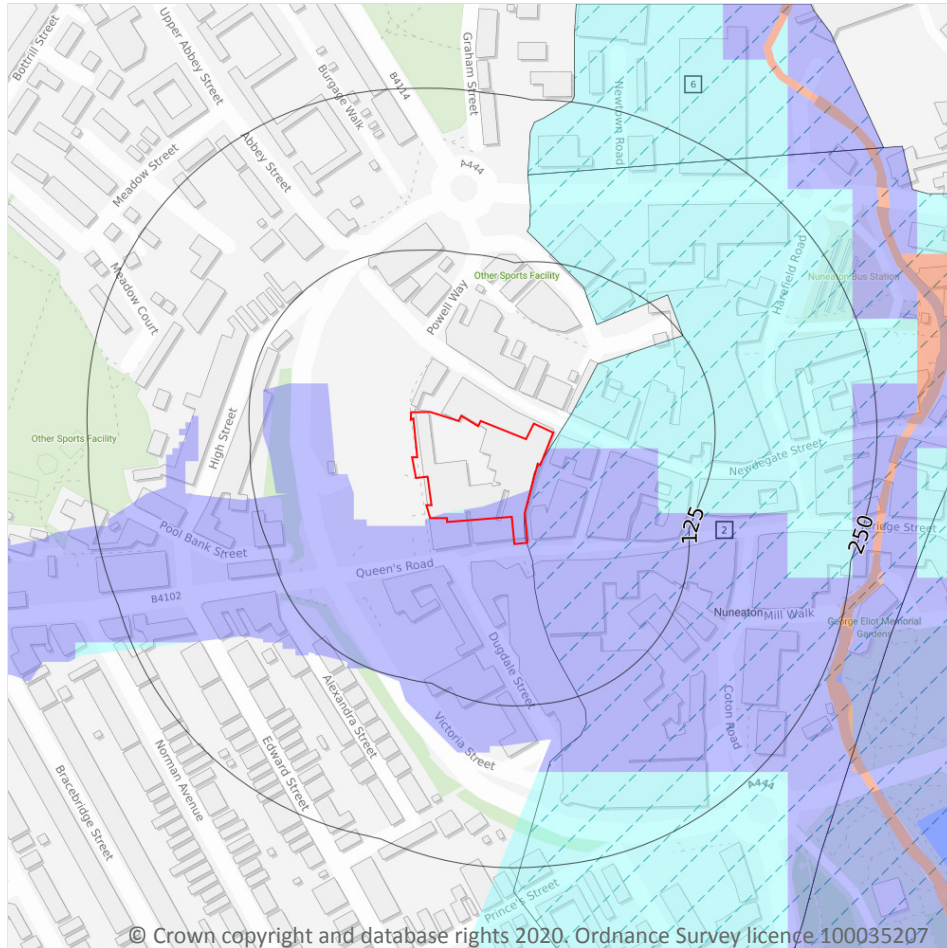 Bottrill Street
Upper Abbey Street
Burgage Walk
B4114
Graham Street
Newtown Road
6
Abbey Street
Meadow Street
A444
Meadow Court
Powell Way
Other Sports Facility
Harefield Road
Nuneaton Bus Station
High Street
Other Sports Facility
Newdegate Street
125
250
Bridge Street
2
Pool Bank Street
Queen's Road
B4102
Nuneaton
Mill Walk
George Eliot Memorial
Gardens
Dugdale Street
Coton Road
Alexandra Street
Victoria Street
Edward Street
Norman Avenue
Bracebridge Street
A444
Prince's Street
© Crown copyright and database rights 2020. Ordnance Survey licence 100035207